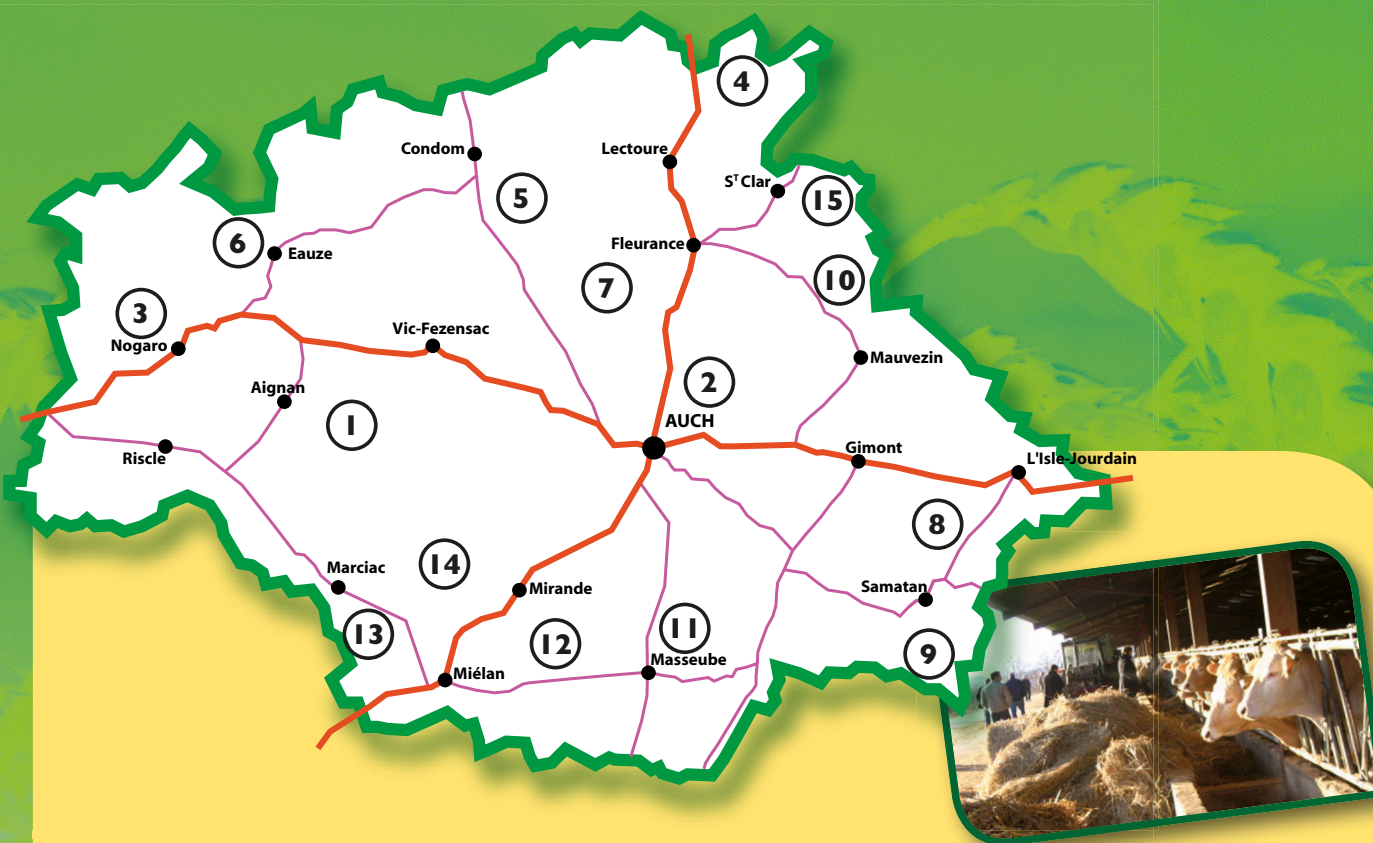 4
Condom
Lectoure
Sᵀ Clar
5
15
6
Eauze
Fleurance
7
10
3
Nogaro
Vic-Fezensac
Mauvezin
2
Aignan
1
AUCH
Riscle
Gimont
L'Isle-Jourdain
8
14
Marciac
Mirande
Samatan
13
12
11
9
Masseube
Miélan